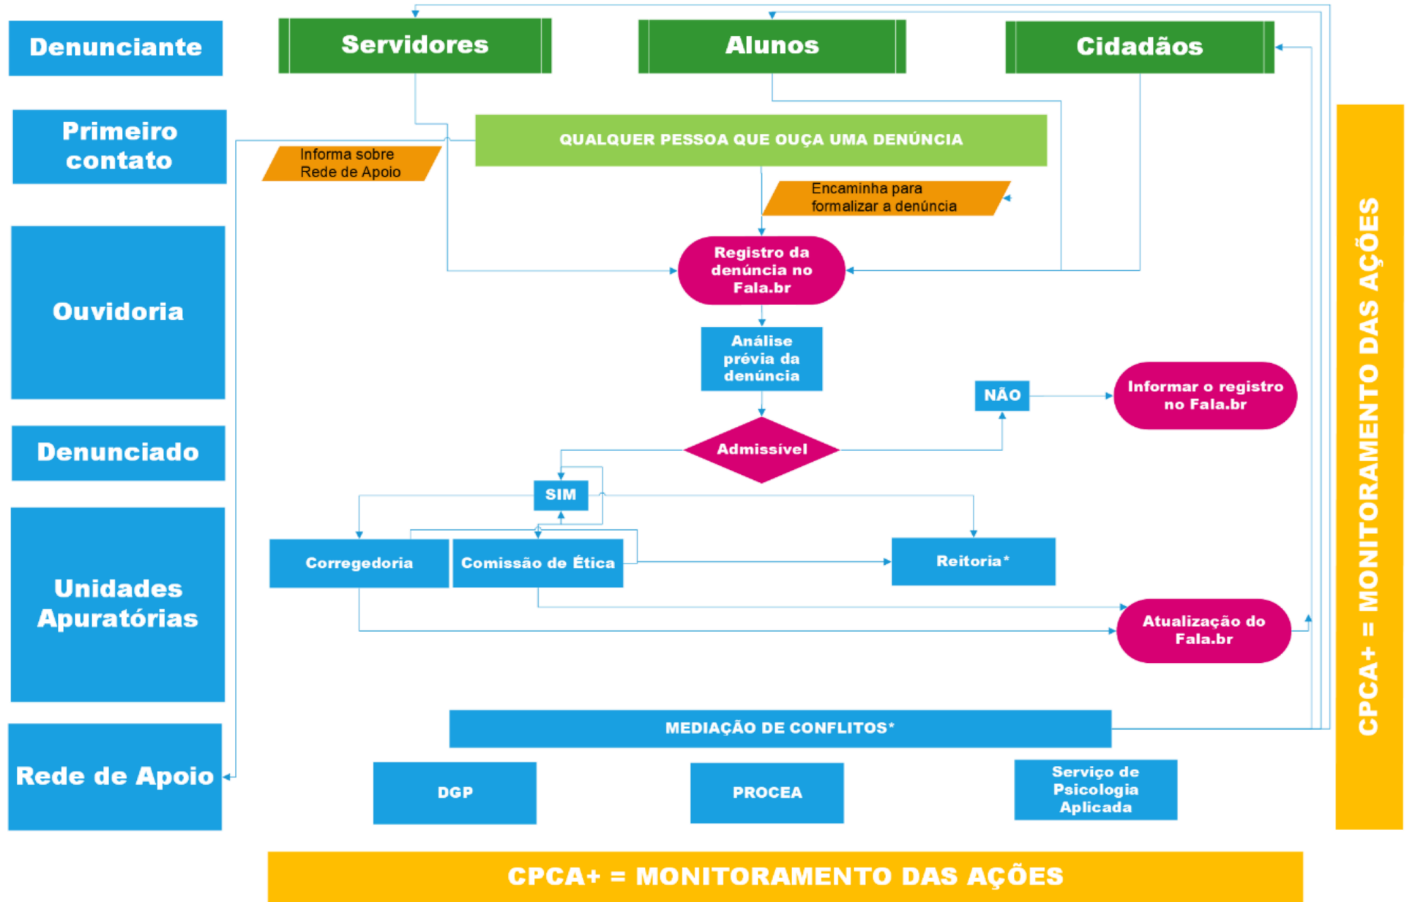 Denunciante
Servidores
Alunos
Cidadãos
Primeiro
contato
QUALQUER PESSOA QUE OUÇA UMA DENÚNCIA
Informa sobre
Rede de Apoio
Encaminha para
formalizar a denúncia
Ouvidoria
Registro da
denúncia no
Fala.br
Análise
prévia da
denúncia
NÃO
Informar o registro
no Fala.br
Denunciado
Admissível
SIM
Unidades
Apuratórias
Corregedoria
Comissão de Ética
Reitoria*
Atualização do
Fala.br
MEDIAÇÃO DE CONFLITOS*
Rede de Apoio
DGP
PROCEA
Serviço de
Psicologia
Aplicada
CPCA+ = MONITORAMENTO DAS AÇÕES
CPCA+ = MONITORAMENTO DAS AÇÕES